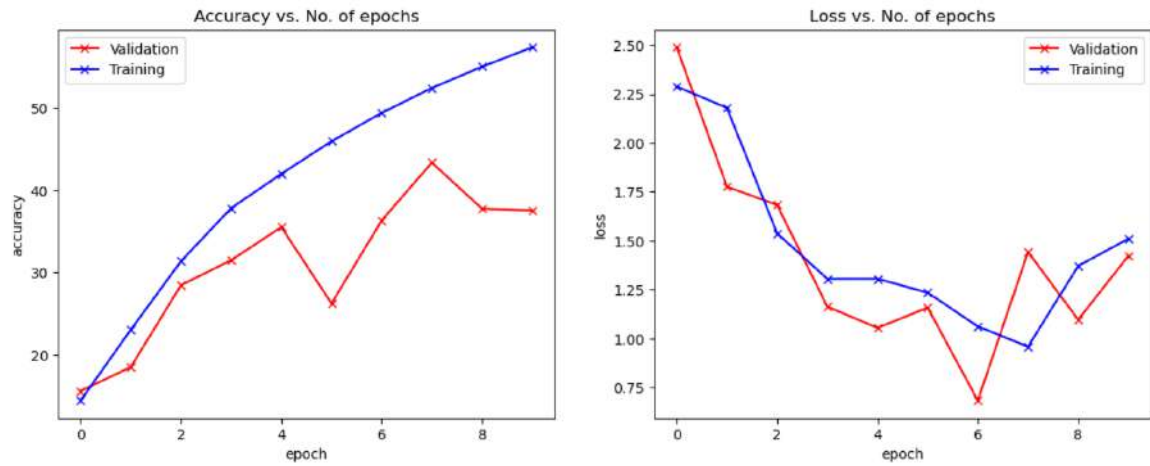 Accuracy vs. No. of epochs
Validation
Training
50
40
30
20
accuracy
0
2
4
6
8
epoch
Loss vs. No. of epochs
Validation
Training
2.50
2.25
2.00
1.75
1.50
1.25
1.00
0.75
loss
0
2
4
6
8
epoch